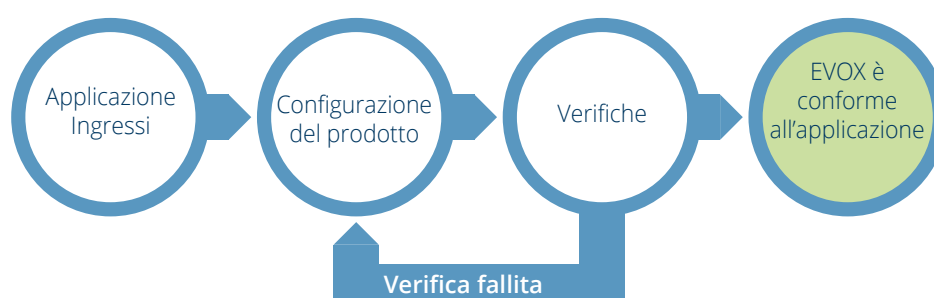 Applicazione
Ingressi
Configurazione
del prodotto
Verifiche
EVOX è
conforme
all'applicazione
Verifica fallita